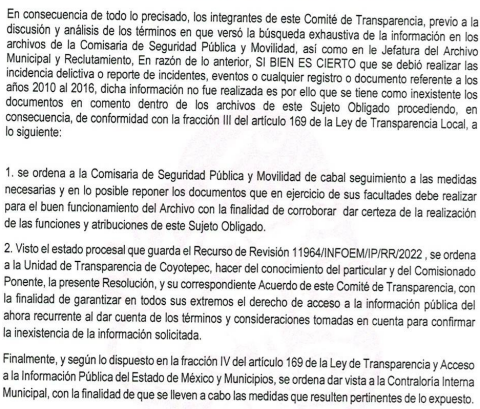 En consecuencia de todo lo precisado, los integrantes de este Comité de Transparencia, previo a la
discusión y análisis de los términos en que versó la búsqueda exhaustiva de la información en los
archivos de la Comisaria de Seguridad Pública y Movilidad, así como en le Jefatura del Archivo
Municipal y Reclutamiento, En razón de lo anterior, SI BIEN ES CIERTO que se debió realizar las
incidencia delictiva o reporte de incidentes, eventos o cualquier registro o documento referente a los
años 2010 al 2016, dicha información no fue realizada es por ello que se tiene como inexistente los
documentos en comento dentro de los archivos de este Sujeto Obligado procediendo, en
consecuencia, de conformidad con la fracción III del artículo 169 de la Ley de Transparencia Local, a
lo siguiente:
1. se ordena a la Comisaria de Seguridad Pública y Movilidad de cabal seguimiento a las medidas
necesarias y en lo posible reponer los documentos que en ejercicio de sus facultades debe realizar
para el buen funcionamiento del Archivo con la finalidad de corroborar dar certeza de la realización
de las funciones y atribuciones de este Sujeto Obligado.
2. Visto el estado procesal que guarda el Recurso de Revisión 11964/INFOEM/IP/RR/2022 , se ordena
a la Unidad de Transparencia de Coyotepec, hacer del conocimiento del particular y del Comisionado
Ponente, la presente Resolución, y su correspondiente Acuerdo de este Comité de Transparencia, con
la finalidad de garantizar en todos sus extremos el derecho de acceso a la información pública del
ahora recurrente al dar cuenta de los términos y consideraciones tomadas en cuenta para confirmar
la inexistencia de la información solicitada.
Finalmente, y según lo dispuesto en la fracción IV del artículo 169 de la Ley de Transparencia y Acceso
a la Información Pública del Estado de México y Municipios, se ordena dar vista a la Contraloría Interna
Municipal, con la finalidad de que se lleven a cabo las medidas que resulten pertinentes de lo expuesto.